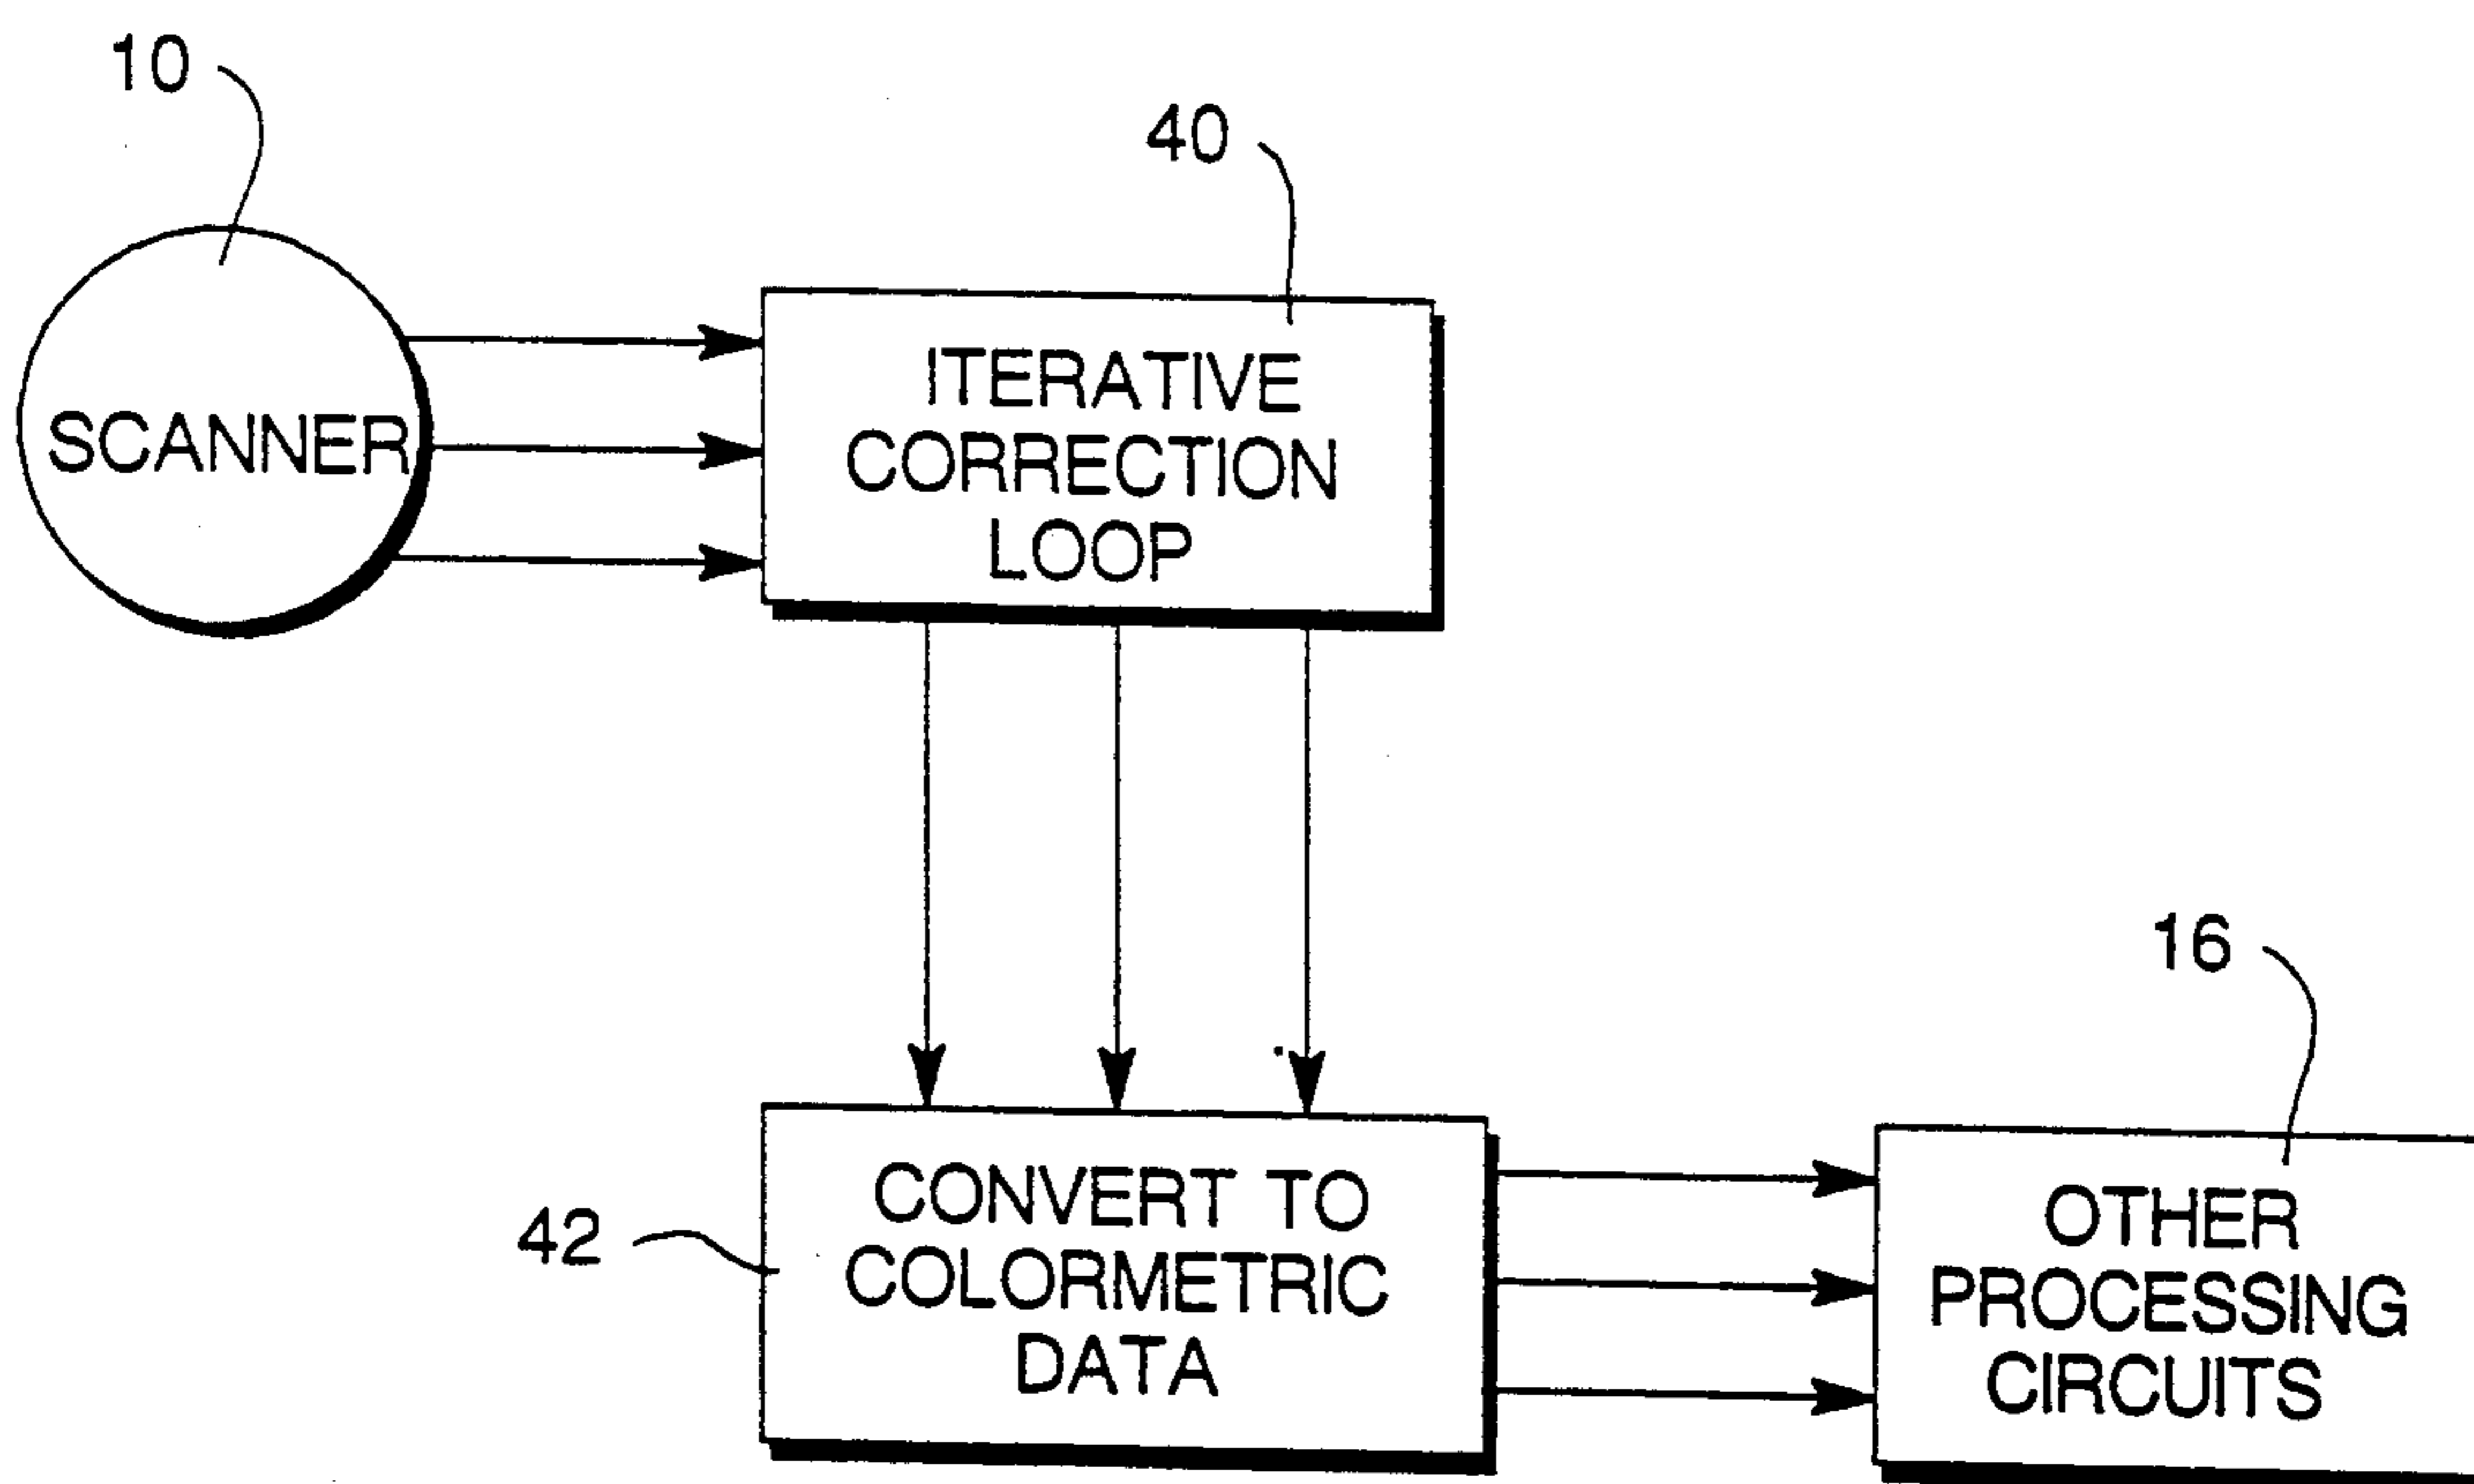 10
40
SCANNER
ITERATIVE
CORRECTION
LOOP
16
42
CONVERT TO
COLORMETRIC
DATA
OTHER
PROCESSING
CIRCUITS